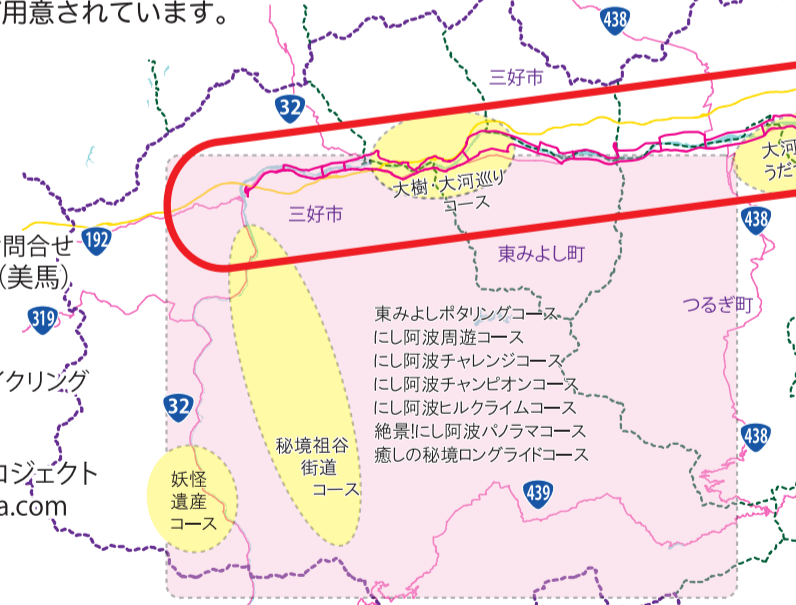 用意されています。
438
三好市
32
大河
うだ
大樹・大河巡り
コース
三好市
438
192
問合せ
(美馬)
東みよし町
つるぎ町
319
東みよしポタリングコース
にし阿波周遊コース
にし阿波チャレンジコース
にし阿波チャンピオンコース
にし阿波ヒルクライムコース
絶景!にし阿波パノラマコース
癒しの秘境ロングライドコース
イクリング
32
438
秘境祖谷
街道
コース
ロジェクト
a.com
妖怪
遺産
コース
439